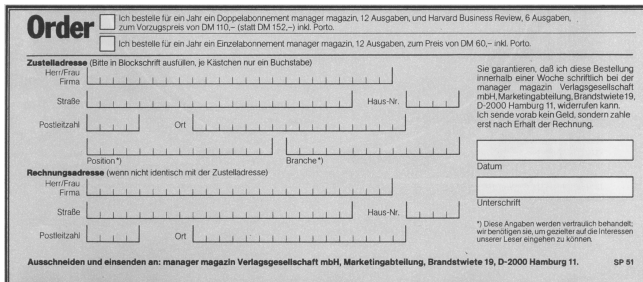 Order
Ich bestelle für ein Jahr ein Doppelabonnement manager magazin, 12 Ausgaben, und Harvard Business Review, 6 Ausgaben,
zum Vorzugspreis von DM 110,– (statt DM 152,–) inkl. Porto.
Ich bestelle für ein Jahr ein Einzelabonnement manager magazin, 12 Ausgaben, zum Preis von DM 60,– inkl. Porto.
Zustelladresse (Bitte in Blockschrift ausfüllen, je Kästchen nur ein Buchstabe)
Herr/Frau
Firma
Straße Haus-Nr.
Postleitzahl Ort
Position*) Branche*)
Rechnungsadresse (wenn nicht identisch mit der Zustelladresse)
Herr/Frau
Firma
Straße Haus-Nr.
Postleitzahl Ort
Sie garantieren, daß ich diese Bestellung
innerhalb einer Woche schriftlich bei der
manager magazin Verlagsgesellschaft
mbH, Marketingabteilung, Brandstwiete 19,
D-2000 Hamburg 11, widerrufen kann.
Ich sende vorab kein Geld, sondern zahle
erst nach Erhalt der Rechnung.
Datum
Unterschrift
*) Diese Angaben werden vertraulich behandelt;
wir benötigen sie, um gezielter auf die Interessen
unserer Leser eingehen zu können.
Ausschneiden und einsenden an: manager magazin Verlagsgesellschaft mbH, Marketingabteilung, Brandstwiete 19, D-2000 Hamburg 11. SP 51